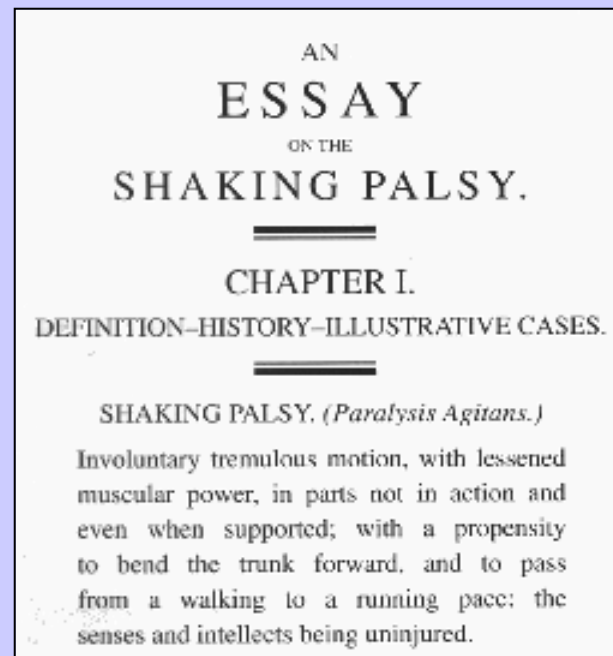 AN
ESSAY
ON THE
SHAKING PALSY.
CHAPTER I.
DEFINITION–HISTORY–ILLUSTRATIVE CASES.
SHAKING PALSY. (Paralysis Agitans.)
Involuntary tremulous motion, with lessened
muscular power, in parts not in action and
even when supported; with a propensity
to bend the trunk forward, and to pass
from a walking to a running pace: the
senses and intellects being uninjured.